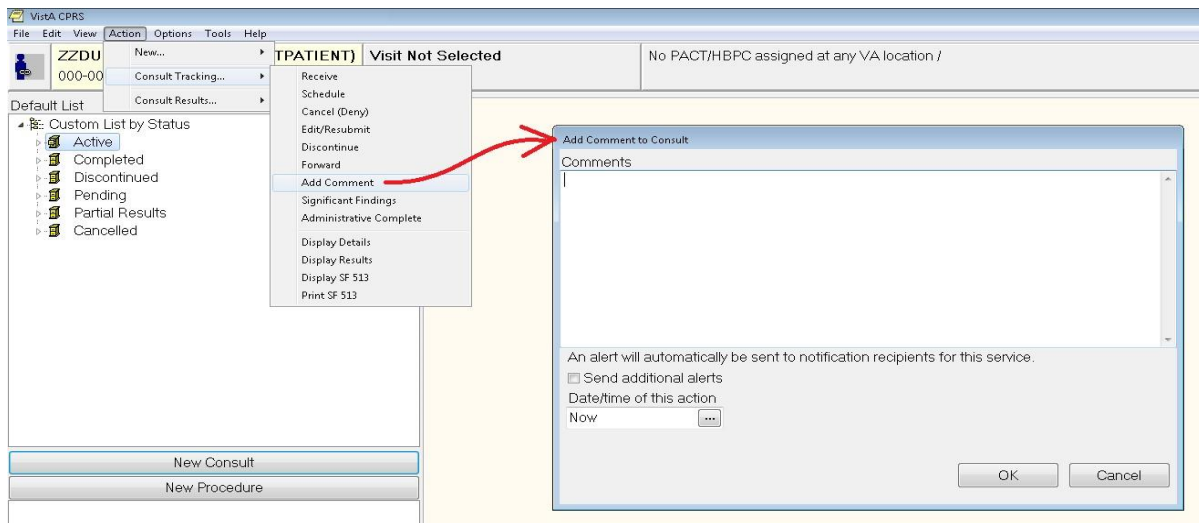 VistA CPRS
File Edit View Action Options Tools Help
ZZDU
000-00
New...
Consult Tracking...
Consult Results...
TPATIENT)
Visit Not Selected
No PACT/HBPC assigned at any VA location /
Receive
Schedule
Cancel (Deny)
Edit/Resubmit
Discontinue
Forward
Add Comment
Significant Findings
Administrative Complete
Display Details
Display Results
Display SF 513
Print SF 513
Default List
Custom List by Status
Active
Completed
Discontinued
Pending
Partial Results
Cancelled
New Consult
New Procedure
Add Comment to Consult
Comments
An alert will automatically be sent to notification recipients for this service.
Send additional alerts
Date/time of this action
Now ...
OK Cancel